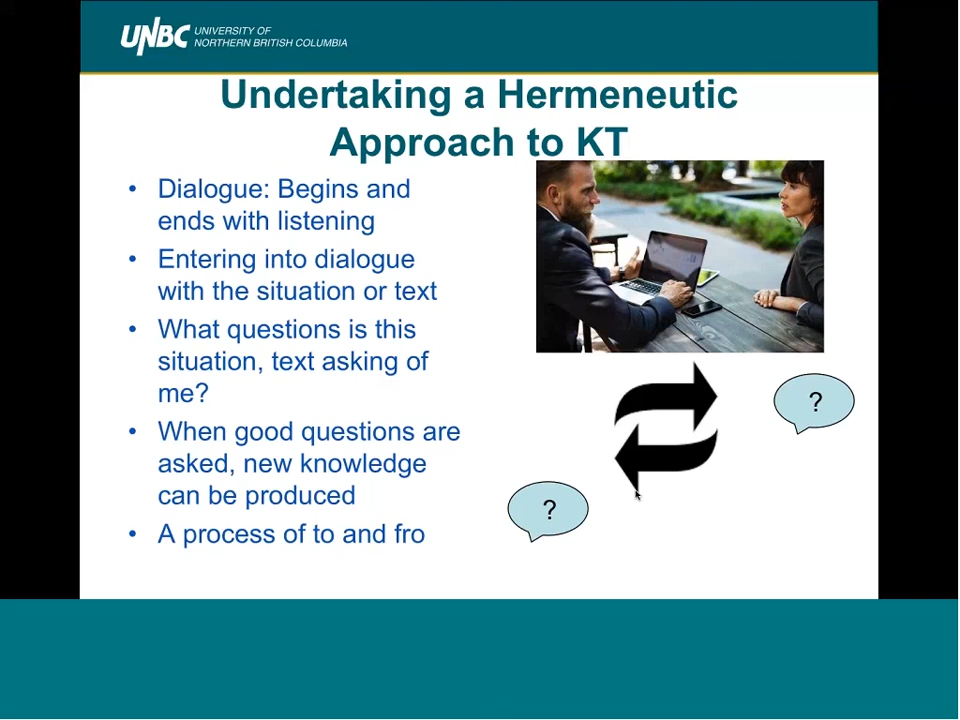 UNBC
UNIVERSITY OF
NORTHERN BRITISH COLUMBIA
Undertaking a Hermeneutic
Approach to KT
• Dialogue: Begins and
ends with listening
• Entering into dialogue
with the situation or text
• What questions is this
situation, text asking of
me?
• When good questions are
asked, new knowledge
can be produced
• A process of to and fro
?
?